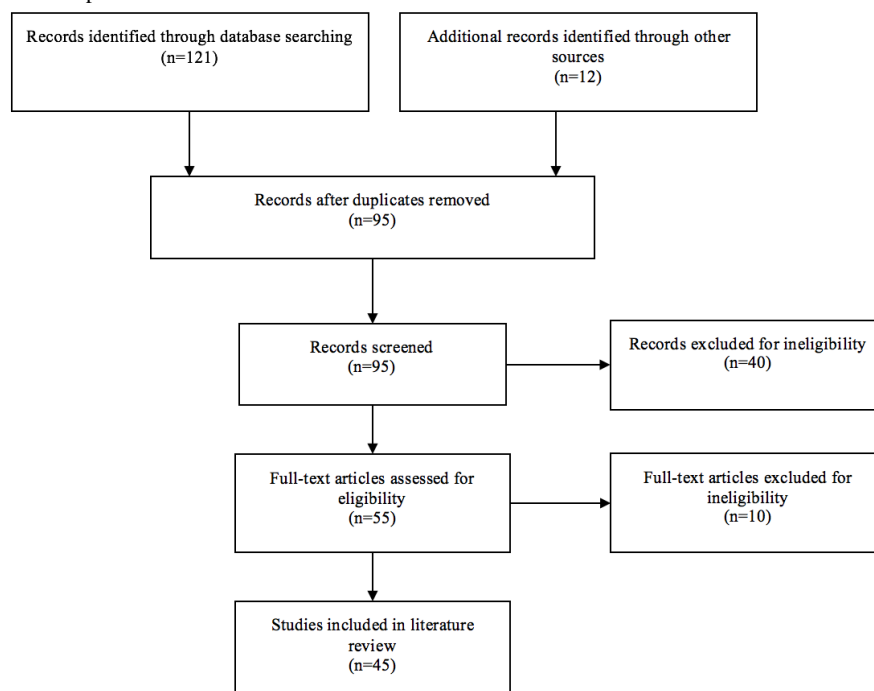 Records identified through database searching
(n=121)
Additional records identified through other
sources
(n=12)
Records after duplicates removed
(n=95)
Records screened
(n=95)
Records excluded for ineligibility
(n=40)
Full-text articles assessed for
eligibility
(n=55)
Full-text articles excluded for
ineligibility
(n=10)
Studies included in literature
review
(n=45)